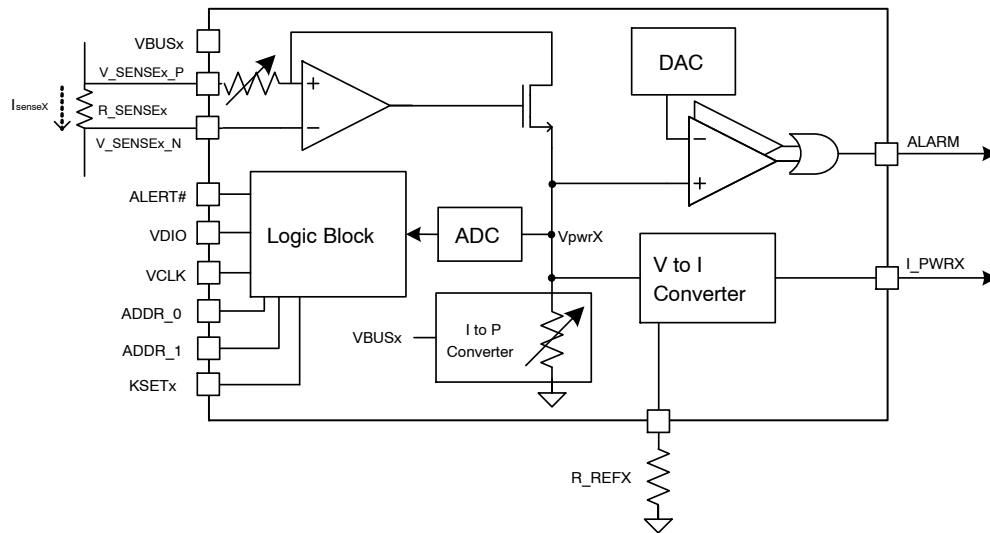 VBUSx
V_SENSEx_P
IsenseX
R_SENSEx
V_SENSEx_N
+
−
DAC
−
+
ALARM
ALERT#
VDIO
VCLK
ADDR_0
ADDR_1
KSETx
Logic Block
ADC
VpwrX
V to I
Converter
I_PWRX
VBUSx
I to P
Converter
R_REFX